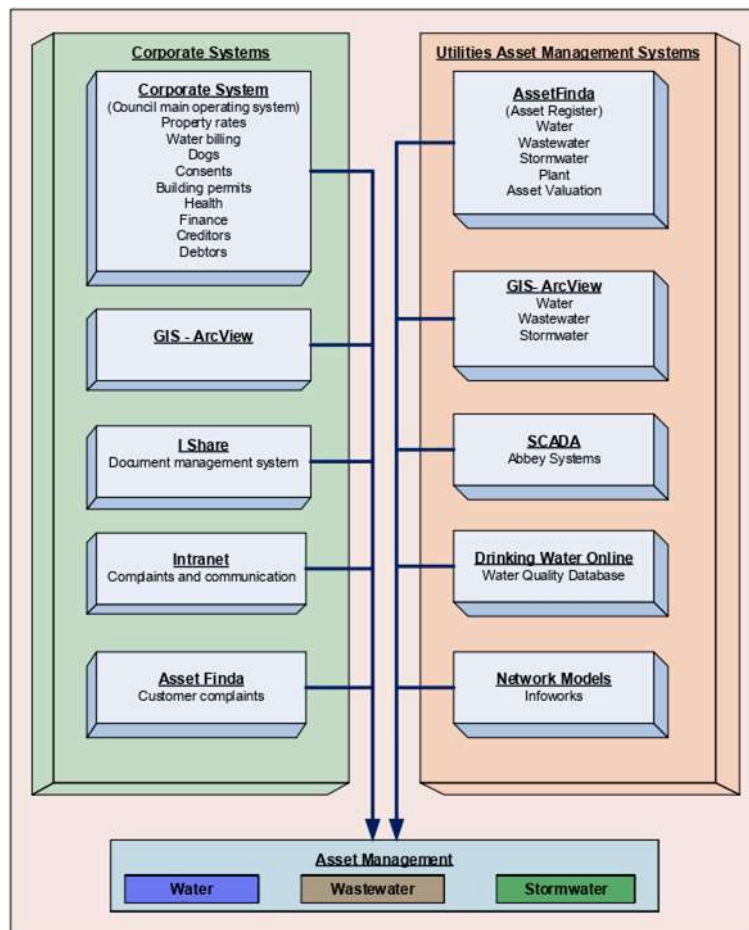 Corporate Systems
Corporate System
(Council main operating system)
Property rates
Water billing
Dogs
Consents
Building permits
Health
Finance
Creditors
Debtors
GIS - ArcView
I Share
Document management system
Intranet
Complaints and communication
Asset Finda
Customer complaints
Utilities Asset Management Systems
AssetFinda
(Asset Register)
Water
Wastewater
Stormwater
Plant
Asset Valuation
GIS- ArcView
Water
Wastewater
Stormwater
SCADA
Abbey Systems
Drinking Water Online
Water Quality Database
Network Models
Infoworks
Asset Management
Water
Wastewater
Stormwater